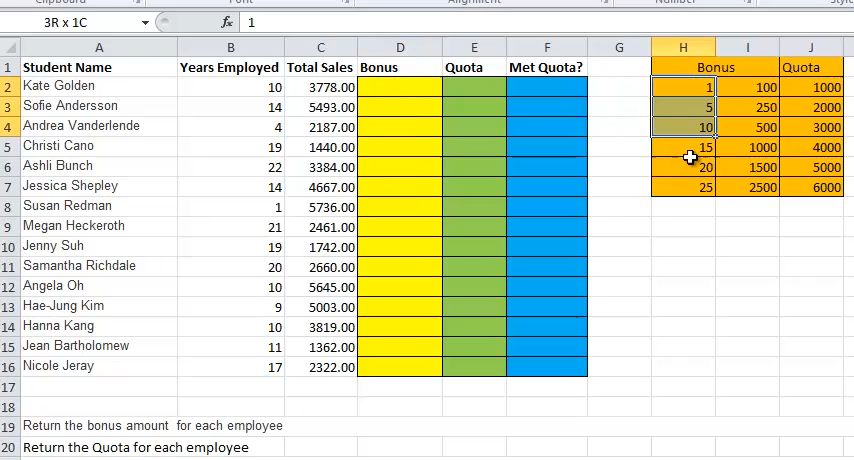 Clipboard Font Alignment Number Style
3R x 1C fx 1
A B C D E F G H I J
1 Student Name Years Employed Total Sales Bonus Quota Met Quota? Bonus Quota
2 Kate Golden 10 3778.00 1 100 1000
3 Sofie Andersson 14 5493.00 5 250 2000
4 Andrea Vanderlende 4 2187.00 10 500 3000
5 Christi Cano 19 1440.00 15 1000 4000
6 Ashli Bunch 22 3384.00 20 1500 5000
7 Jessica Shepley 14 4667.00 25 2500 6000
8 Susan Redman 1 5736.00
9 Megan Heckeroth 21 2461.00
10 Jenny Suh 19 1742.00
11 Samantha Richdale 20 2660.00
12 Angela Oh 10 5645.00
13 Hae-Jung Kim 9 5003.00
14 Hanna Kang 10 3819.00
15 Jean Bartholomew 11 1362.00
16 Nicole Jeray 17 2322.00
17
18
19 Return the bonus amount for each employee
20 Return the Quota for each employee